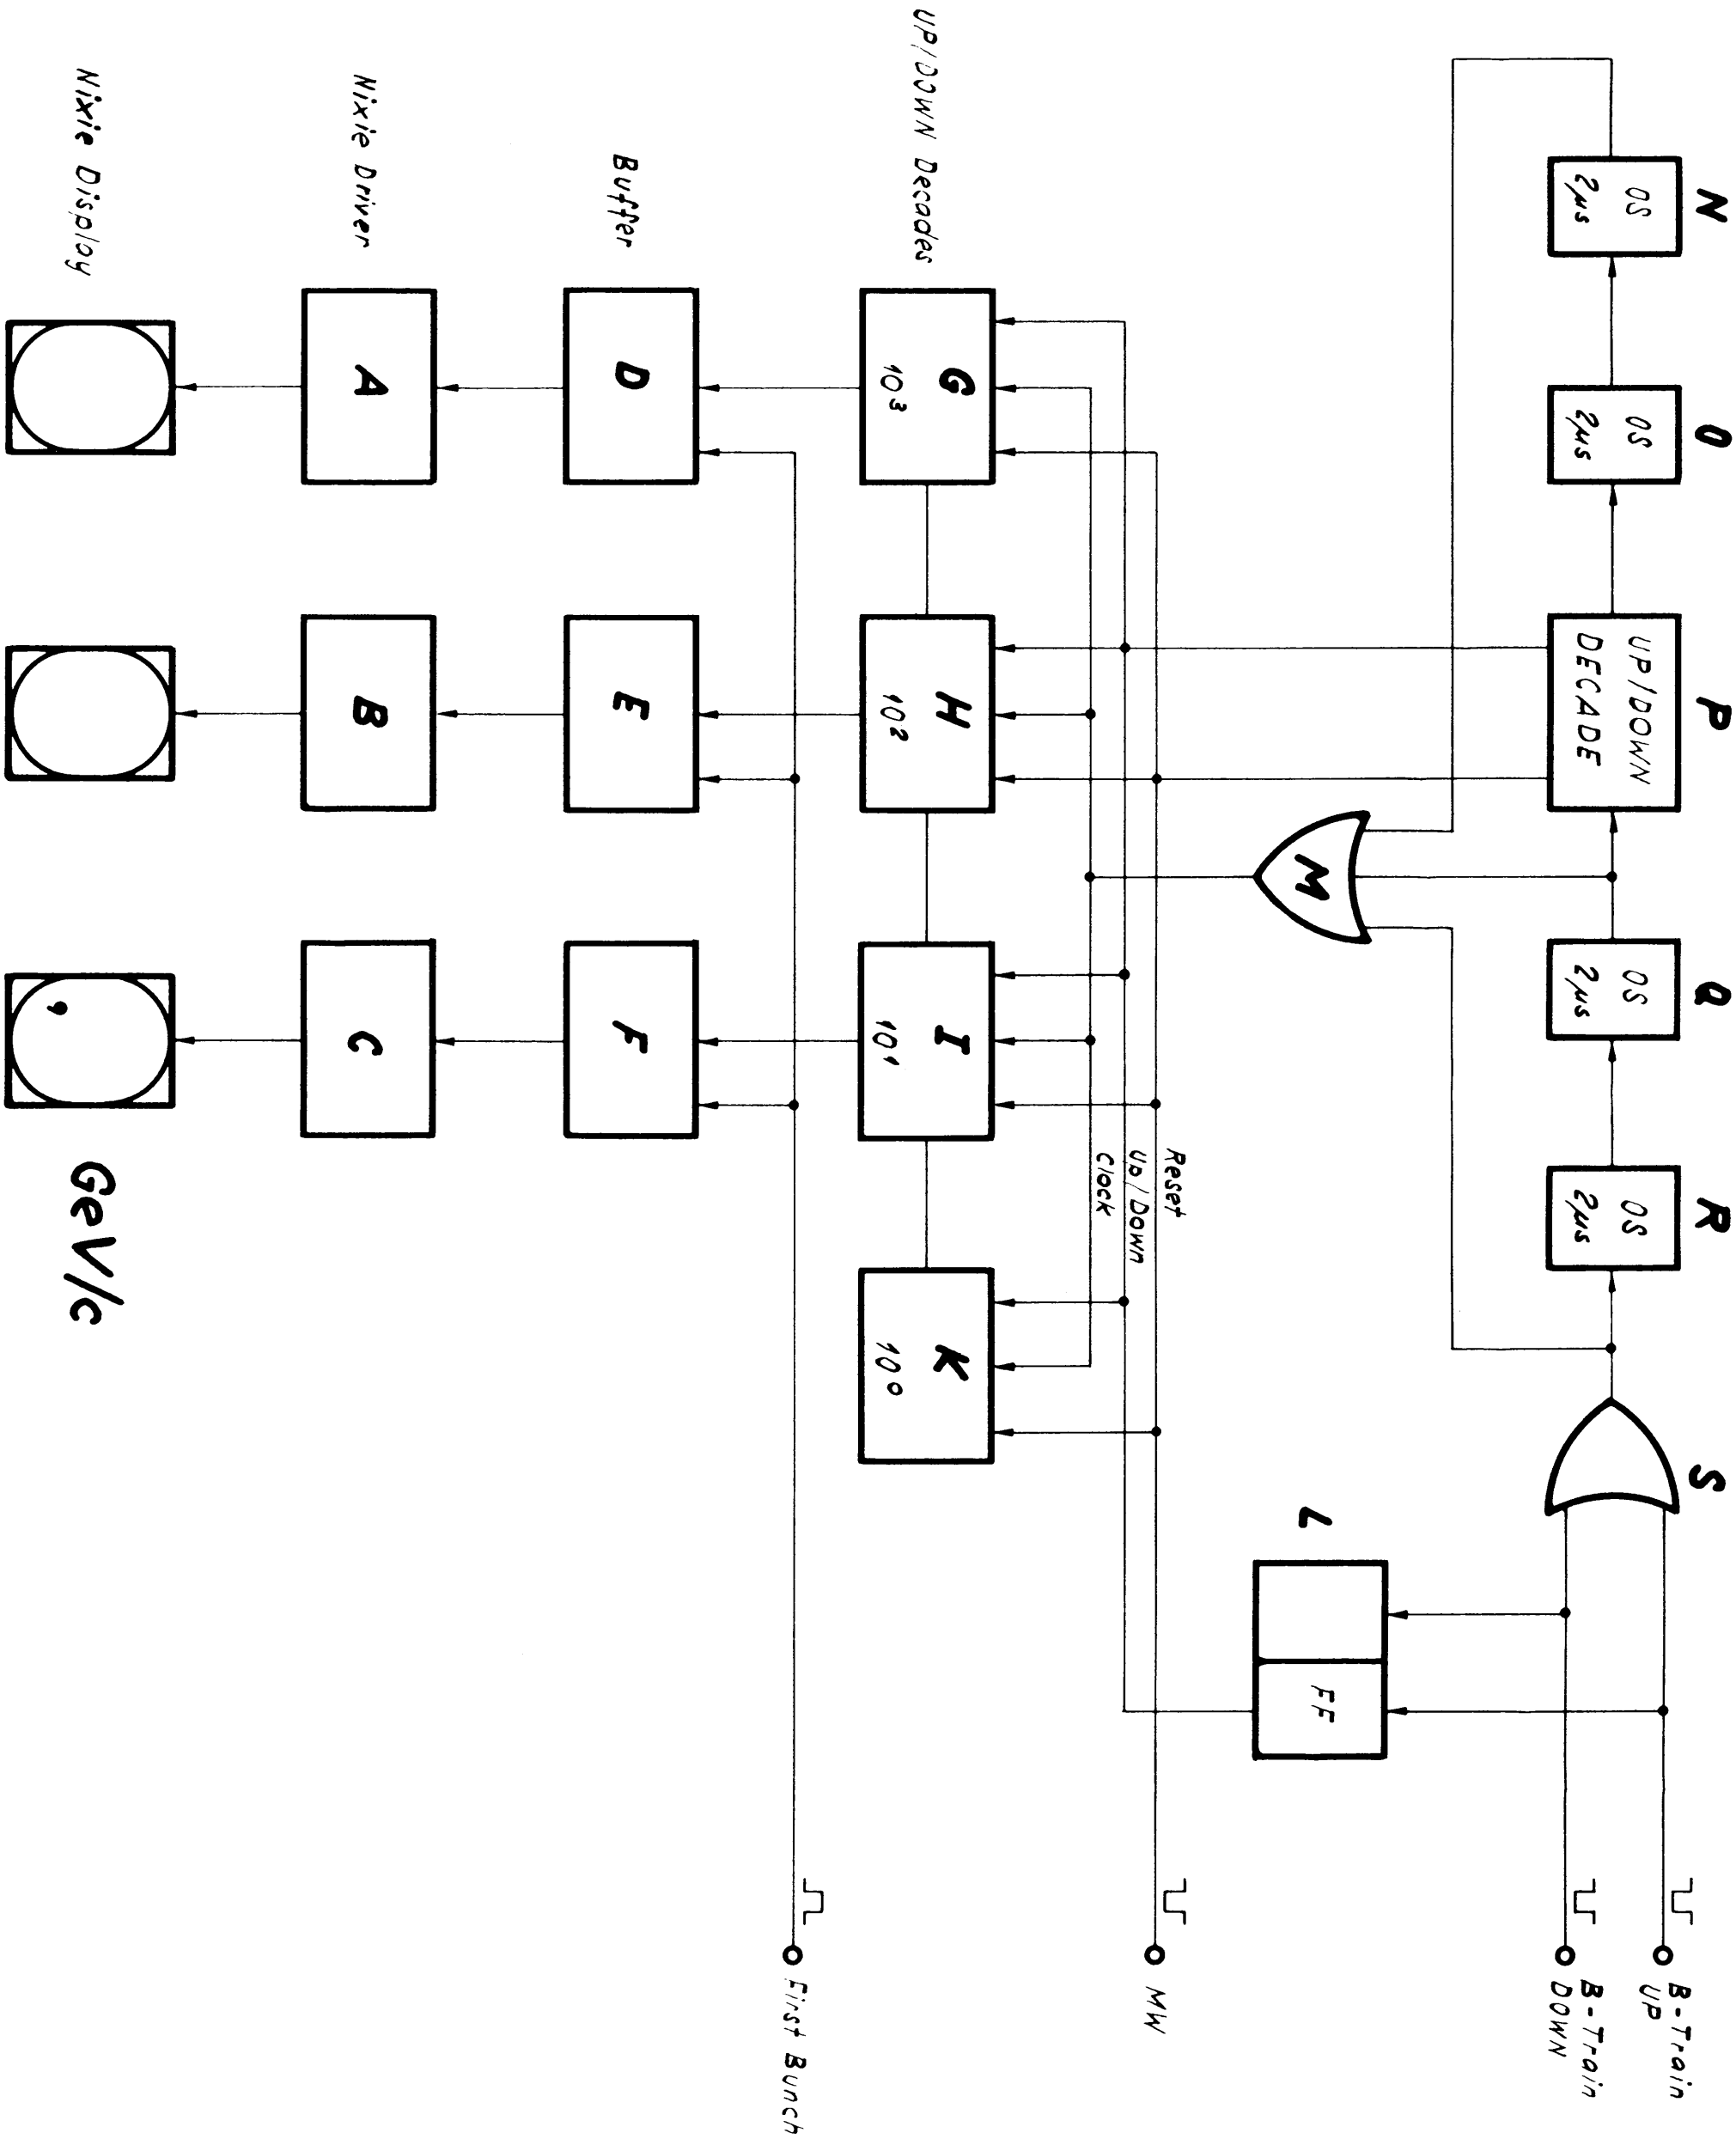 N
OS
2µs
O
OS
2µs
P
UP/DOWN
DECADE
Q
OS
2µs
R
OS
2µs
S
B-Train
UP
B-Train
DOWN
M
L
FF
Reset
Up/Down
Clock
MW
UP/DOWN Decades
G
10³
H
10²
I
10¹
K
10⁰
First Bunch
Buffer
D
E
F
Nixie Driver
A
B
C
Nixie Display
,
GeV/c